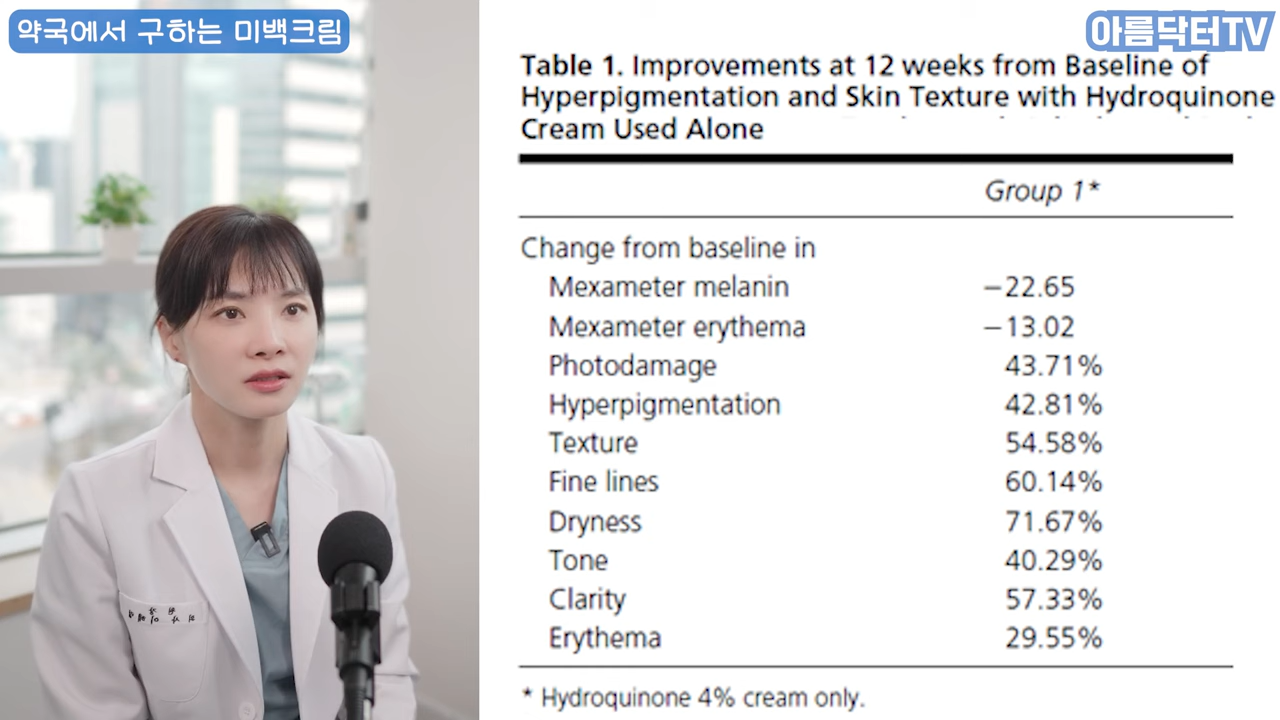 약국에서 구하는 미백크림
아름닥터TV
Table 1. Improvements at 12 weeks from Baseline of
Hyperpigmentation and Skin Texture with Hydroquinone
Cream Used Alone
Group 1*
Change from baseline in
Mexameter melanin −22.65
Mexameter erythema −13.02
Photodamage 43.71%
Hyperpigmentation 42.81%
Texture 54.58%
Fine lines 60.14%
Dryness 71.67%
Tone 40.29%
Clarity 57.33%
Erythema 29.55%
* Hydroquinone 4% cream only.